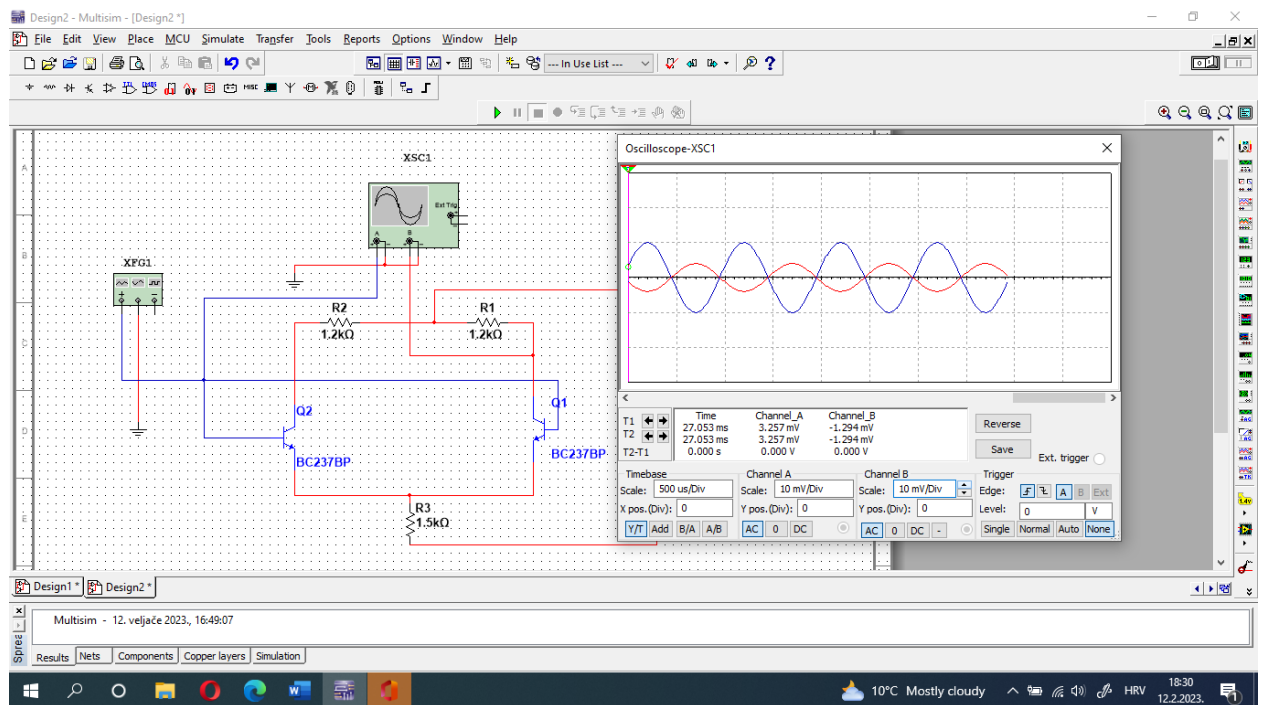 Design2 - Multisim - [Design2 *]
File Edit View Place MCU Simulate Transfer Tools Reports Options Window Help
--- In Use List ---
XSC1
Ext Trig
A B
XFG1
R2
1.2kΩ
R1
1.2kΩ
Q2
BC237BP
Q1
BC237BP
R3
1.5kΩ
A
B
C
D
E
Oscilloscope-XSC1
Time Channel_A Channel_B
T1 27.053 ms 3.257 mV -1.294 mV
T2 27.053 ms 3.257 mV -1.294 mV
T2-T1 0.000 s 0.000 V 0.000 V
Reverse
Save
Ext. trigger
Timebase
Scale: 500 us/Div
X pos.(Div): 0
Y/T Add B/A A/B
Channel A
Scale: 10 mV/Div
Y pos.(Div): 0
AC 0 DC
Channel B
Scale: 10 mV/Div
Y pos.(Div): 0
AC 0 DC -
Trigger
Edge: A B Ext
Level: 0 V
Single Normal Auto None
Design1 * Design2 *
Multisim - 12. veljače 2023., 16:49:07
Spres
Results Nets Components Copper layers Simulation
10°C Mostly cloudy HRV 18:30
12.2.2023.